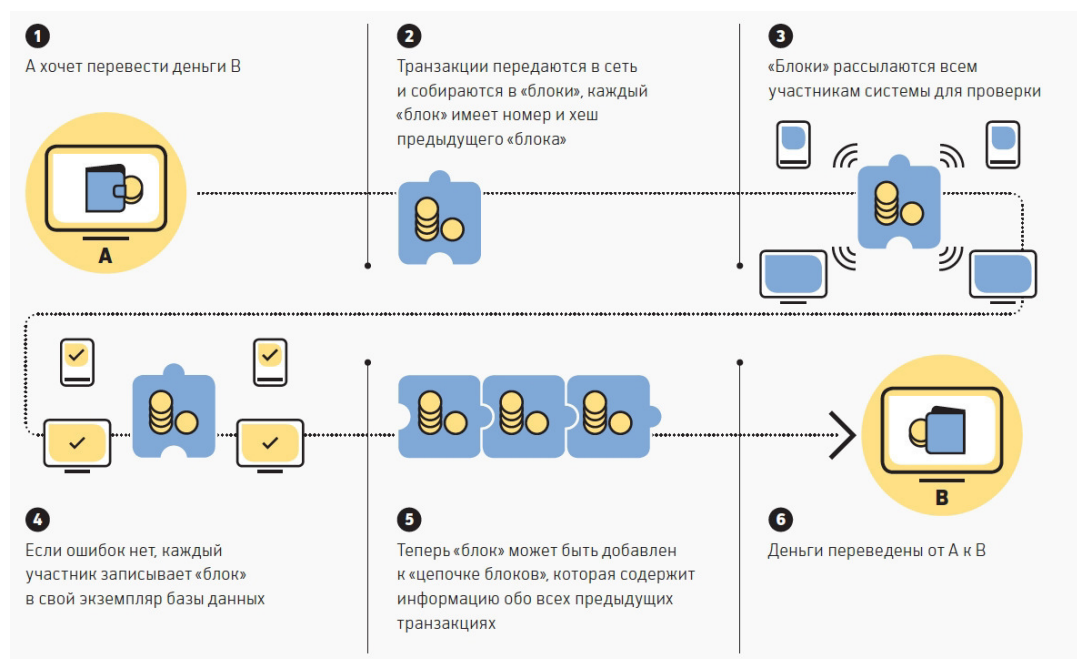 1
А хочет перевести деньги В
А
2
Транзакции передаются в сеть
и собираются в «блоки», каждый
«блок» имеет номер и хеш
предыдущего «блока»
3
«Блоки» рассылаются всем
участникам системы для проверки
4
Если ошибок нет, каждый
участник записывает «блок»
в свой экземпляр базы данных
5
Теперь «блок» может быть добавлен
к «цепочке блоков», которая содержит
информацию обо всех предыдущих
транзакциях
В
6
Деньги переведены от А к В